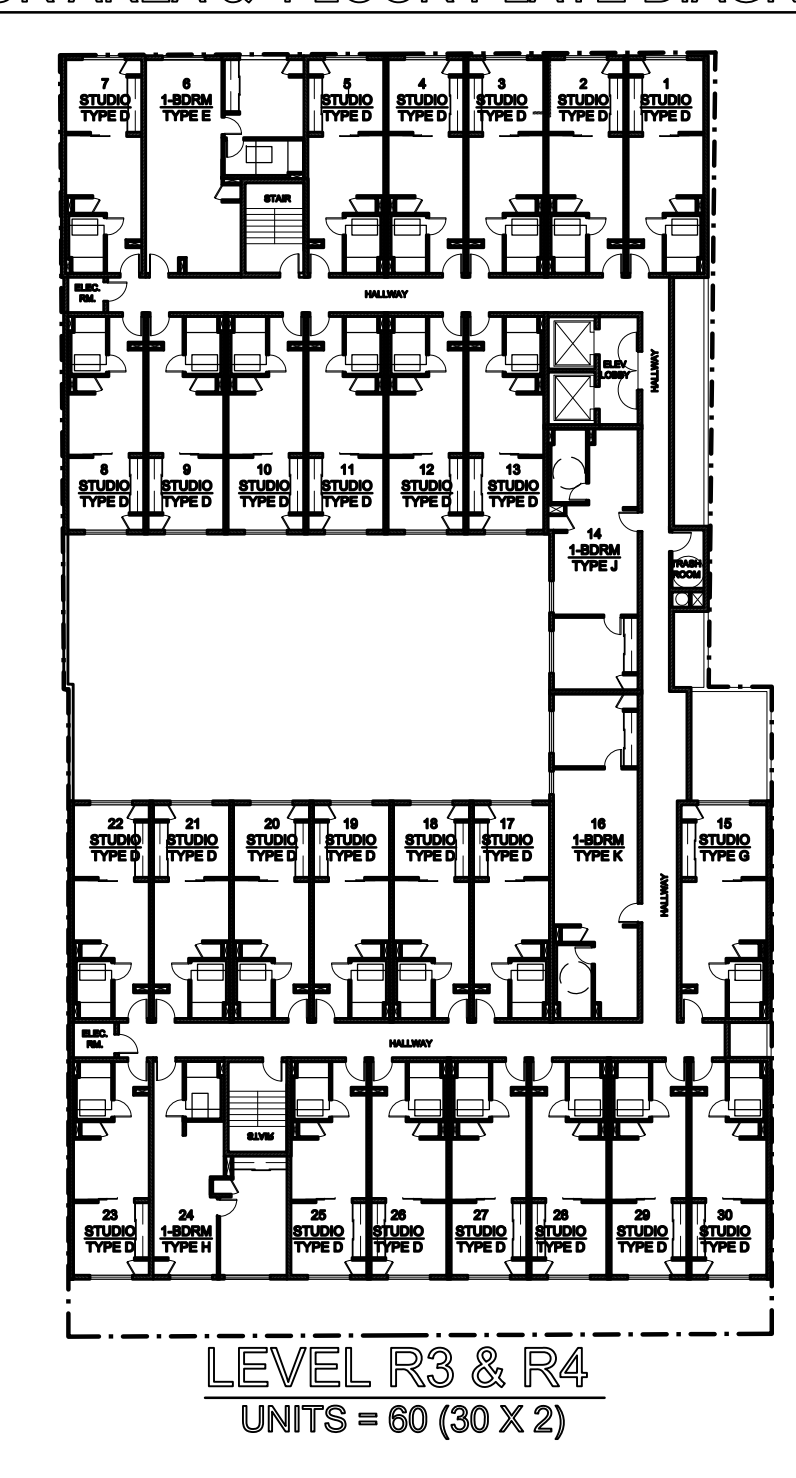 7
STUDIO
TYPE D
6
1-BDRM
TYPE E
5
STUDIO
TYPE D
4
STUDIO
TYPE D
3
STUDIO
TYPE D
2
STUDIO
TYPE D
1
STUDIO
TYPE D
STAIR
ELEC.
RM.
HALLWAY
ELEV
LOBBY
HALLWAY
8
STUDIO
TYPE D
9
STUDIO
TYPE D
10
STUDIO
TYPE D
11
STUDIO
TYPE D
12
STUDIO
TYPE D
13
STUDIO
TYPE D
14
1-BDRM
TYPE J
TRASH
ROOM
22
STUDIO
TYPE D
21
STUDIO
TYPE D
20
STUDIO
TYPE D
19
STUDIO
TYPE D
18
STUDIO
TYPE D
17
STUDIO
TYPE D
16
1-BDRM
TYPE K
15
STUDIO
TYPE G
HALLWAY
ELEC.
RM.
HALLWAY
STAIR
23
STUDIO
TYPE D
24
1-BDRM
TYPE H
25
STUDIO
TYPE D
26
STUDIO
TYPE D
27
STUDIO
TYPE D
28
STUDIO
TYPE D
29
STUDIO
TYPE D
30
STUDIO
TYPE D
LEVEL R3 & R4
UNITS = 60 (30 X 2)